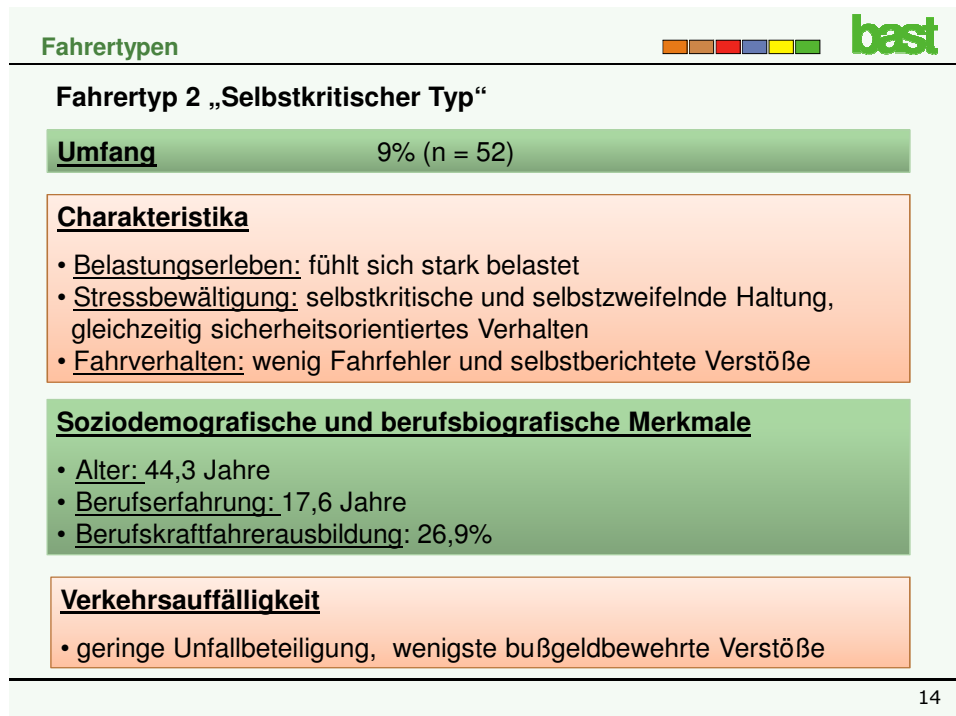 Fahrertypen
bast
Fahrertyp 2 „Selbstkritischer Typ“
Umfang 9% (n = 52)
Charakteristika
• Belastungserleben: fühlt sich stark belastet
• Stressbewältigung: selbstkritische und selbstzweifelnde Haltung,
gleichzeitig sicherheitsorientiertes Verhalten
• Fahrverhalten: wenig Fahrfehler und selbstberichtete Verstöße
Soziodemografische und berufsbiografische Merkmale
• Alter: 44,3 Jahre
• Berufserfahrung: 17,6 Jahre
• Berufskraftfahrerausbildung: 26,9%
Verkehrsauffälligkeit
• geringe Unfallbeteiligung, wenigste bußgeldbewehrte Verstöße
14